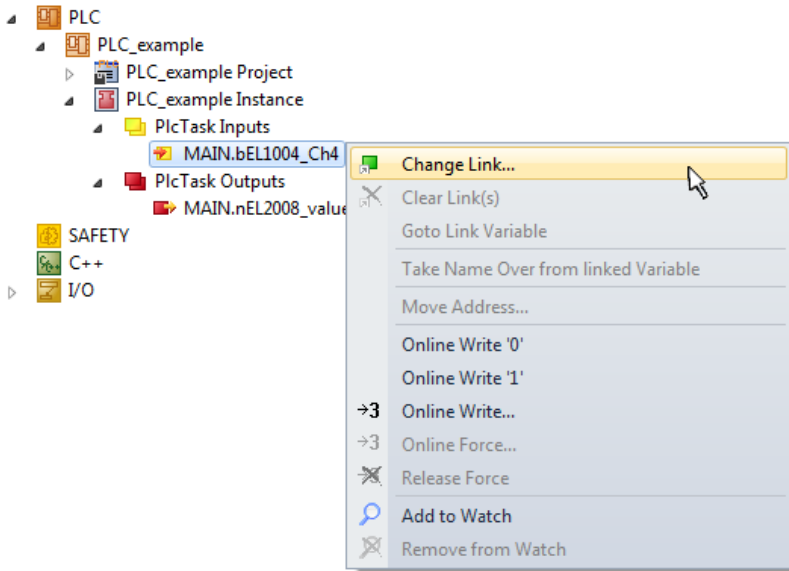 PLC
PLC_example
PLC_example Project
PLC_example Instance
PlcTask Inputs
MAIN.bEL1004_Ch4
PlcTask Outputs
MAIN.nEL2008_value
SAFETY
C++
I/O
Change Link...
Clear Link(s)
Goto Link Variable
Take Name Over from linked Variable
Move Address...
Online Write '0'
Online Write '1'
→3 Online Write...
→3 Online Force...
Release Force
Add to Watch
Remove from Watch